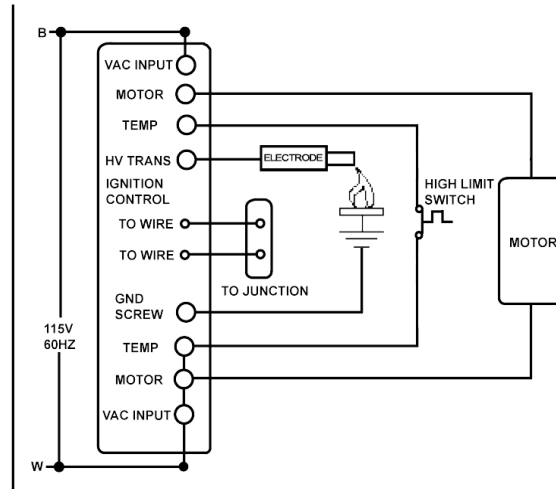 B
VAC INPUT
MOTOR
TEMP
HV TRANS
ELECTRODE
IGNITION
CONTROL
HIGH LIMIT
SWITCH
TO WIRE
TO WIRE
MOTOR
TO JUNCTION
GND
SCREW
115V
60HZ
TEMP
MOTOR
VAC INPUT
W